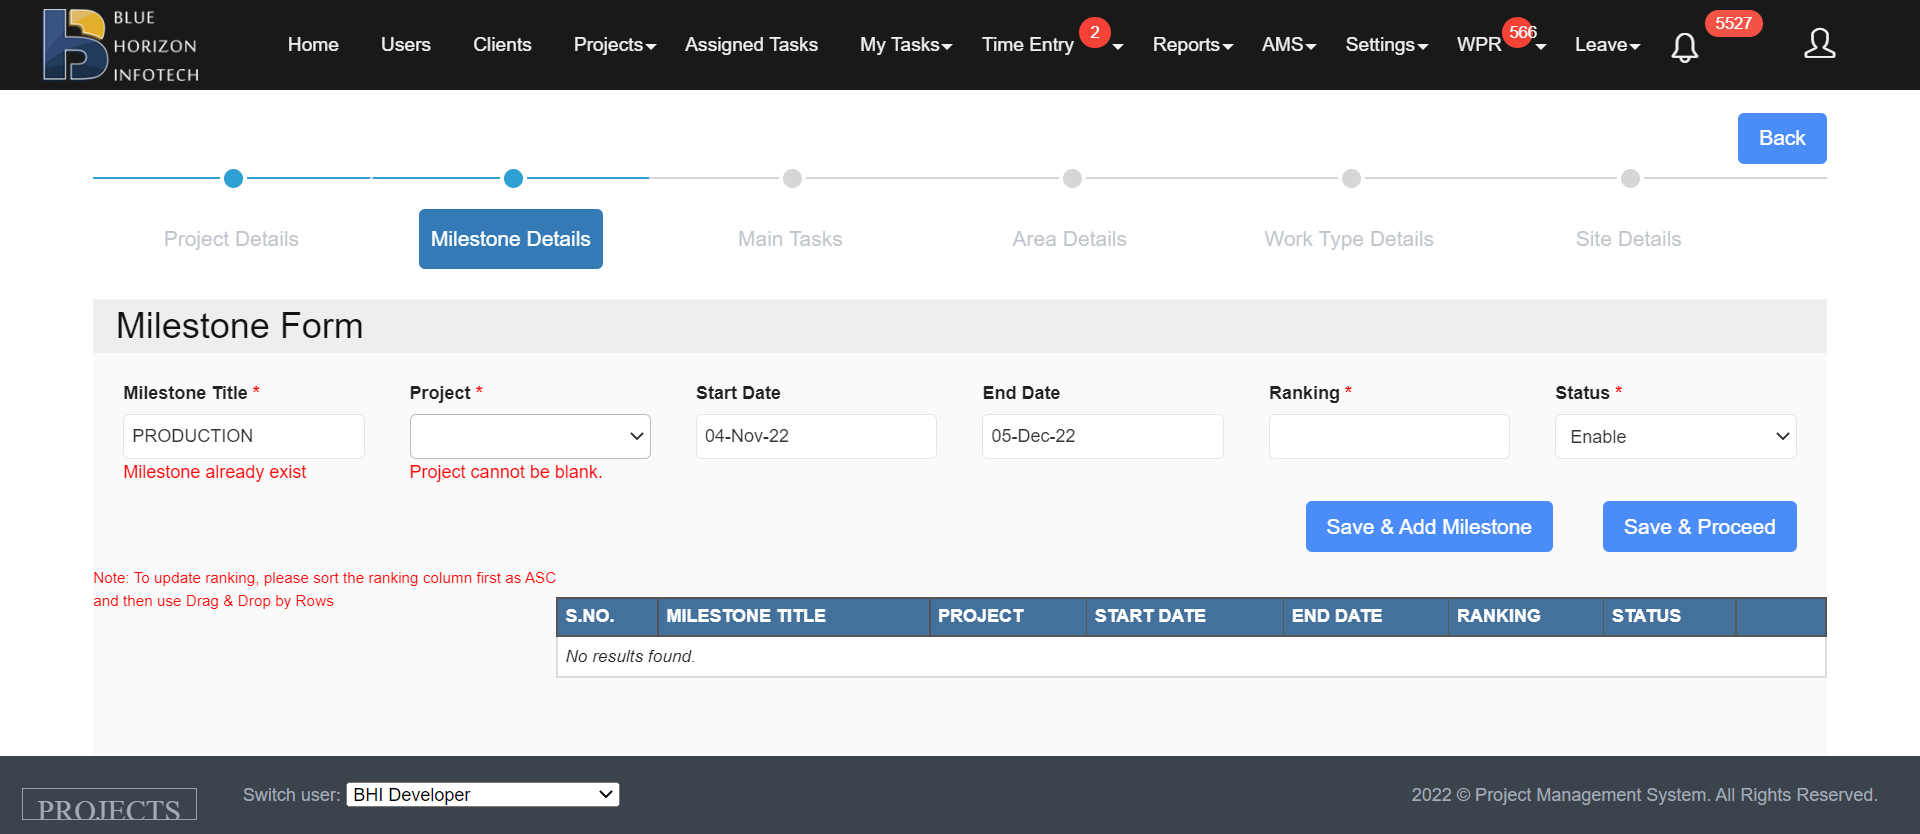 BLUE
HORIZON
INFOTECH
Home Users Clients Projects Assigned Tasks My Tasks Time Entry 2 Reports AMS Settings WPR 566 Leave 5527
Back
Project Details Milestone Details Main Tasks Area Details Work Type Details Site Details
Milestone Form
Milestone Title * Project * Start Date End Date Ranking * Status *
PRODUCTION 04-Nov-22 05-Dec-22 Enable
Milestone already exist Project cannot be blank.
Save & Add Milestone Save & Proceed
Note: To update ranking, please sort the ranking column first as ASC
and then use Drag & Drop by Rows
S.NO. MILESTONE TITLE PROJECT START DATE END DATE RANKING STATUS
No results found.
PROJECTS Switch user: BHI Developer 2022 © Project Management System. All Rights Reserved.